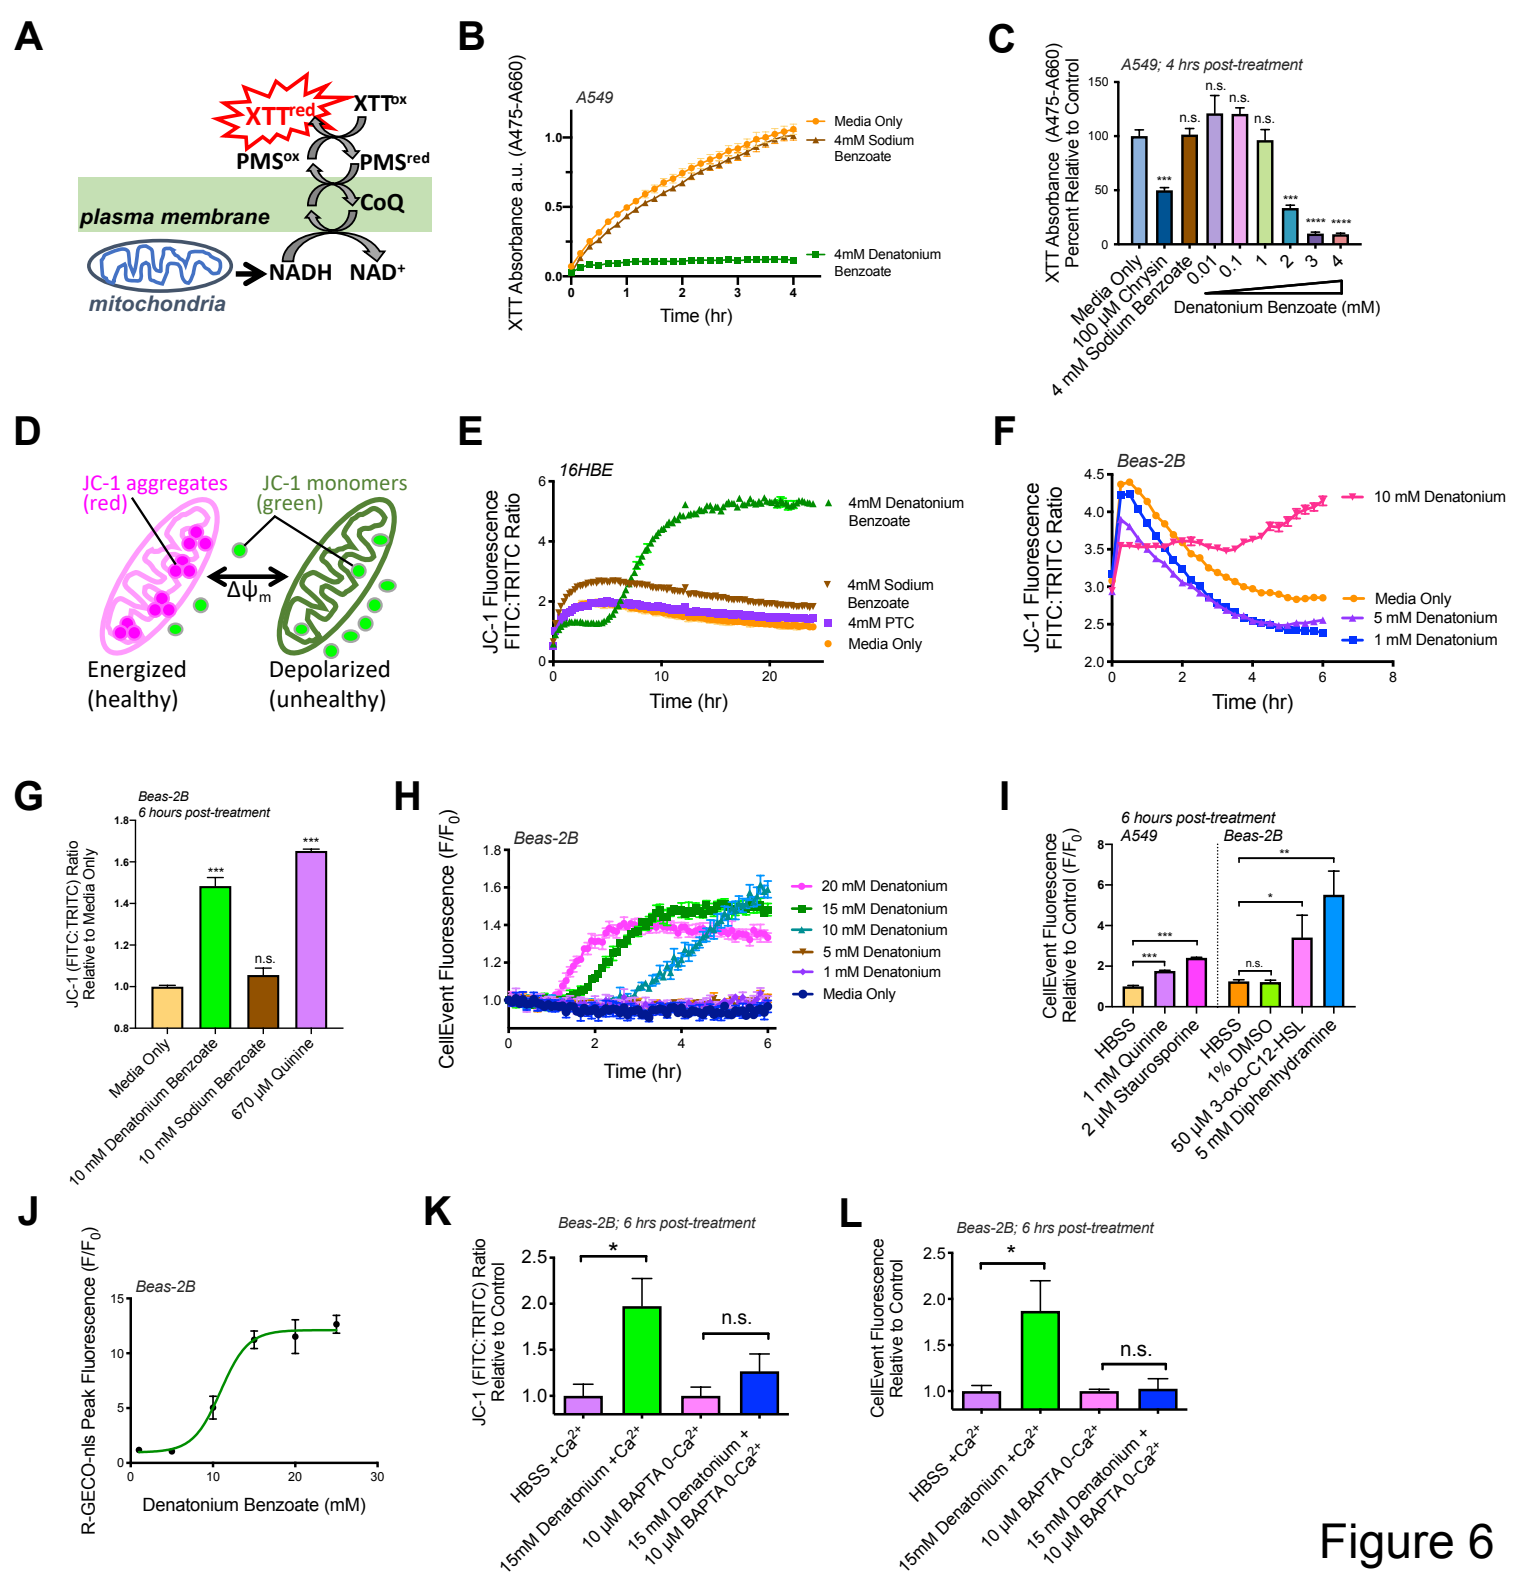 A
XTTred
XTTox
PMSox
PMSred
CoQ
plasma membrane
NADH
NAD+
mitochondria
B
XTT Absorbance a.u. (A475-A660)
A549
1.0
0.5
0.0
0
1
2
3
4
Time (hr)
Media Only
4mM Sodium
Benzoate
4mM Denatonium
Benzoate
C
XTT Absorbance (A475-A660)
Percent Relative to Control
A549; 4 hrs post-treatment
150
100
50
0
***
n.s.
n.s.
n.s.
n.s.
***
****
****
Media Only
100 µM Chrysin
4 mM Sodium Benzoate
0.01
0.1
1
2
3
4
Denatonium Benzoate (mM)
D
JC-1 aggregates
(red)
JC-1 monomers
(green)
Δψm
Energized
(healthy)
Depolarized
(unhealthy)
E
JC-1 Fluorescence
FITC:TRITC Ratio
16HBE
6
4
2
0
0
10
20
Time (hr)
4mM Denatonium
Benzoate
4mM Sodium
Benzoate
4mM PTC
Media Only
F
JC-1 Fluorescence
FITC:TRITC Ratio
Beas-2B
4.5
4.0
3.5
3.0
2.5
2.0
0
2
4
6
8
Time (hr)
10 mM Denatonium
Media Only
5 mM Denatonium
1 mM Denatonium
G
JC-1 (FITC:TRITC) Ratio
Relative to Media Only
Beas-2B
6 hours post-treatment
1.8
1.6
1.4
1.2
1.0
0.8
***
n.s.
***
Media Only
10 mM Denatonium Benzoate
10 mM Sodium Benzoate
670 µM Quinine
H
CellEvent Fluorescence (F/F0)
Beas-2B
1.8
1.6
1.4
1.2
1.0
0
2
4
6
Time (hr)
20 mM Denatonium
15 mM Denatonium
10 mM Denatonium
5 mM Denatonium
1 mM Denatonium
Media Only
I
CellEvent Fluorescence
Relative to Control (F/F0)
6 hours post-treatment
A549
Beas-2B
8
6
4
2
0
***
***
n.s.
*
**
HBSS
1 mM Quinine
2 µM Staurosporine
HBSS
1% DMSO
50 µM 3-oxo-C12-HSL
5 mM Diphenhydramine
J
R-GECO-nls Peak Fluorescence (F/F0)
Beas-2B
15
10
5
0
0
10
20
30
Denatonium Benzoate (mM)
K
JC-1 (FITC:TRITC) Ratio
Relative to Control
Beas-2B; 6 hrs post-treatment
2.5
2.0
1.5
1.0
*
n.s.
HBSS +Ca2+
15mM Denatonium +Ca2+
10 µM BAPTA 0-Ca2+
15 mM Denatonium +
10 µM BAPTA 0-Ca2+
L
CellEvent Fluorescence
Relative to Control
Beas-2B; 6 hrs post-treatment
2.5
2.0
1.5
1.0
*
n.s.
HBSS +Ca2+
15mM Denatonium +Ca2+
10 µM BAPTA 0-Ca2+
15 mM Denatonium +
10 µM BAPTA 0-Ca2+
Figure 6